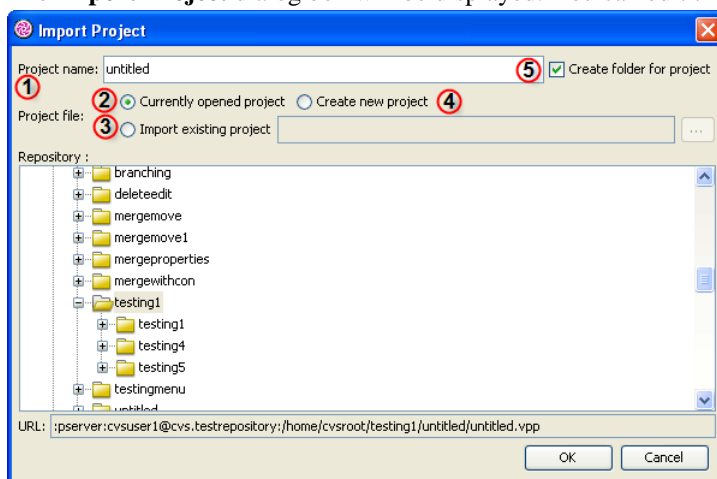 Import Project
Project name: untitled
5 Create folder for project
1
Project file:
2 Currently opened project Create new project 4
3 Import existing project ...
Repository :
branching
deleteedit
mergemove
mergemove1
mergeproperties
mergewithcon
testing1
testing1
testing4
testing5
testingmenu
untitled
URL: :pserver:cvsuser1@cvs.testrepository:/home/cvsroot/testing1/untitled/untitled.vpp
OK Cancel